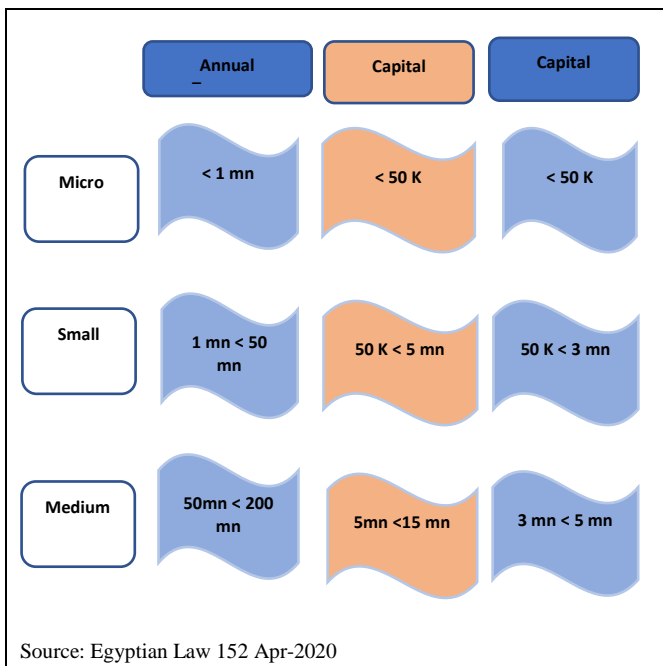 Annual
–
Capital
Capital
Micro
< 1 mn
< 50 K
< 50 K
Small
1 mn < 50
mn
50 K < 5 mn
50 K < 3 mn
Medium
50mn < 200
mn
5mn <15 mn
3 mn < 5 mn
Source: Egyptian Law 152 Apr-2020